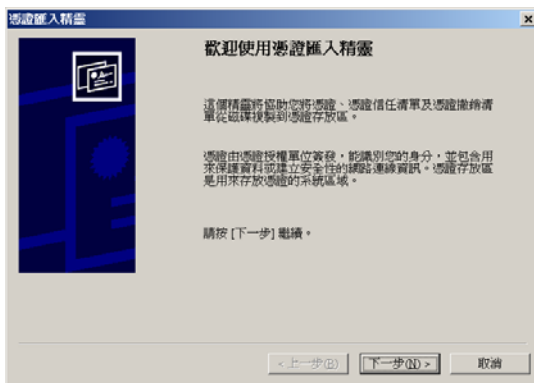 憑證匯入精靈
歡迎使用憑證匯入精靈
這個精靈將協助您將憑證、憑證信任清單及憑證撤銷清
單從磁碟複製到憑證存放區。
憑證由憑證授權單位簽發,能識別您的身分,並包含用
來保護資料或建立安全性的網路連線資訊。憑證存放區
是用來存放憑證的系統區域。
請按 [下一步] 繼續。
<上一步(B)
下一步(N) >
取消